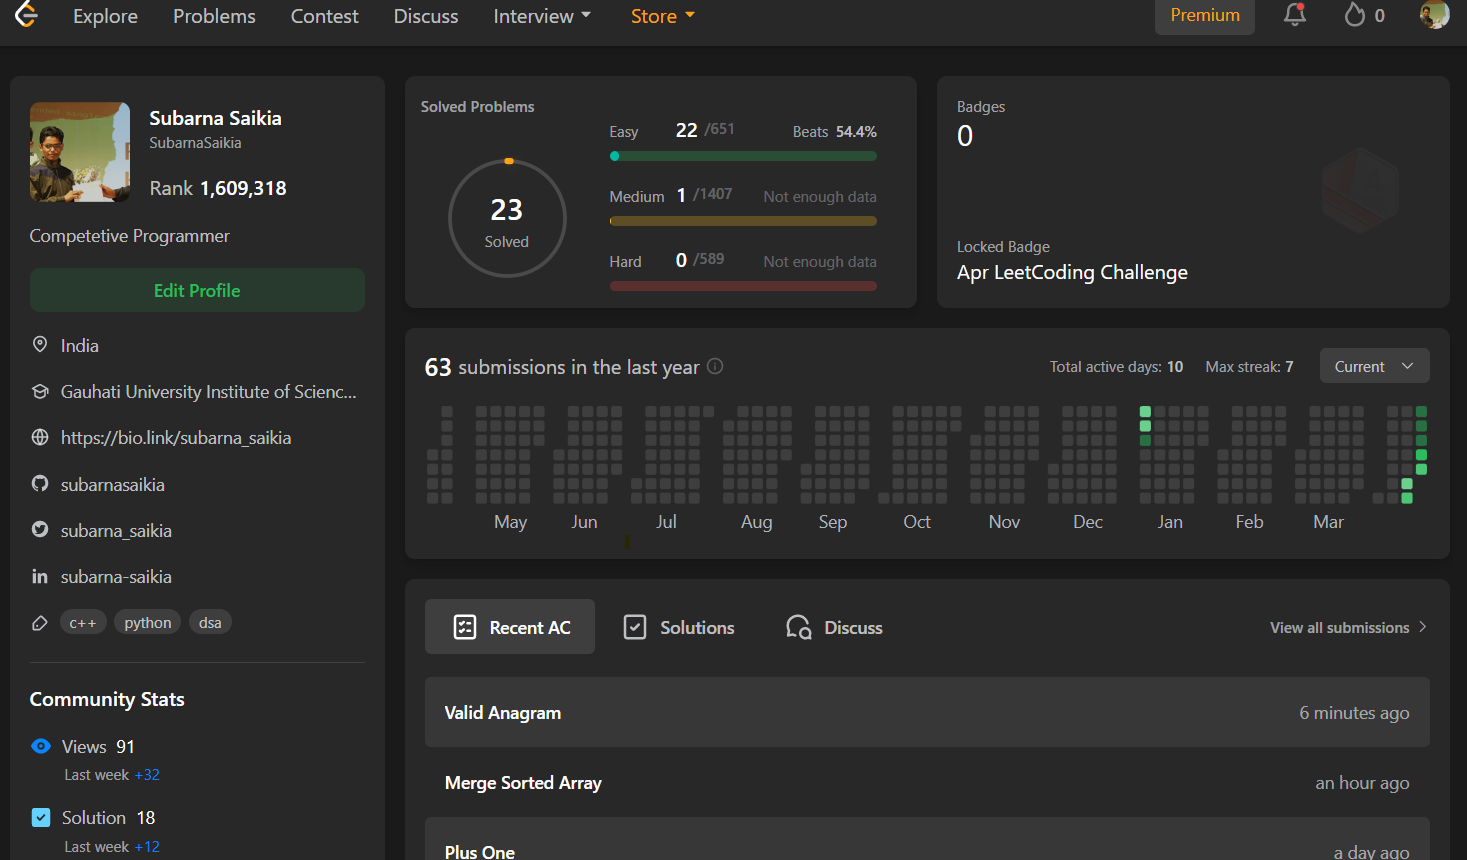 Explore Problems Contest Discuss Interview Store Premium 0
Subarna Saikia
SubarnaSaikia
Rank 1,609,318
Competetive Programmer
Edit Profile
India
Gauhati University Institute of Scienc...
https://bio.link/subarna_saikia
subarnasaikia
subarna_saikia
subarna-saikia
c++ python dsa
Community Stats
Views 91
Last week +32
Solution 18
Last week +12
Solved Problems
23
Solved
Easy 22 /651 Beats 54.4%
Medium 1 /1407 Not enough data
Hard 0 /589 Not enough data
Badges
0
Locked Badge
Apr LeetCoding Challenge
63 submissions in the last year Total active days: 10 Max streak: 7 Current
May Jun Jul Aug Sep Oct Nov Dec Jan Feb Mar
Recent AC Solutions Discuss View all submissions
Valid Anagram 6 minutes ago
Merge Sorted Array an hour ago
Plus One a day ago